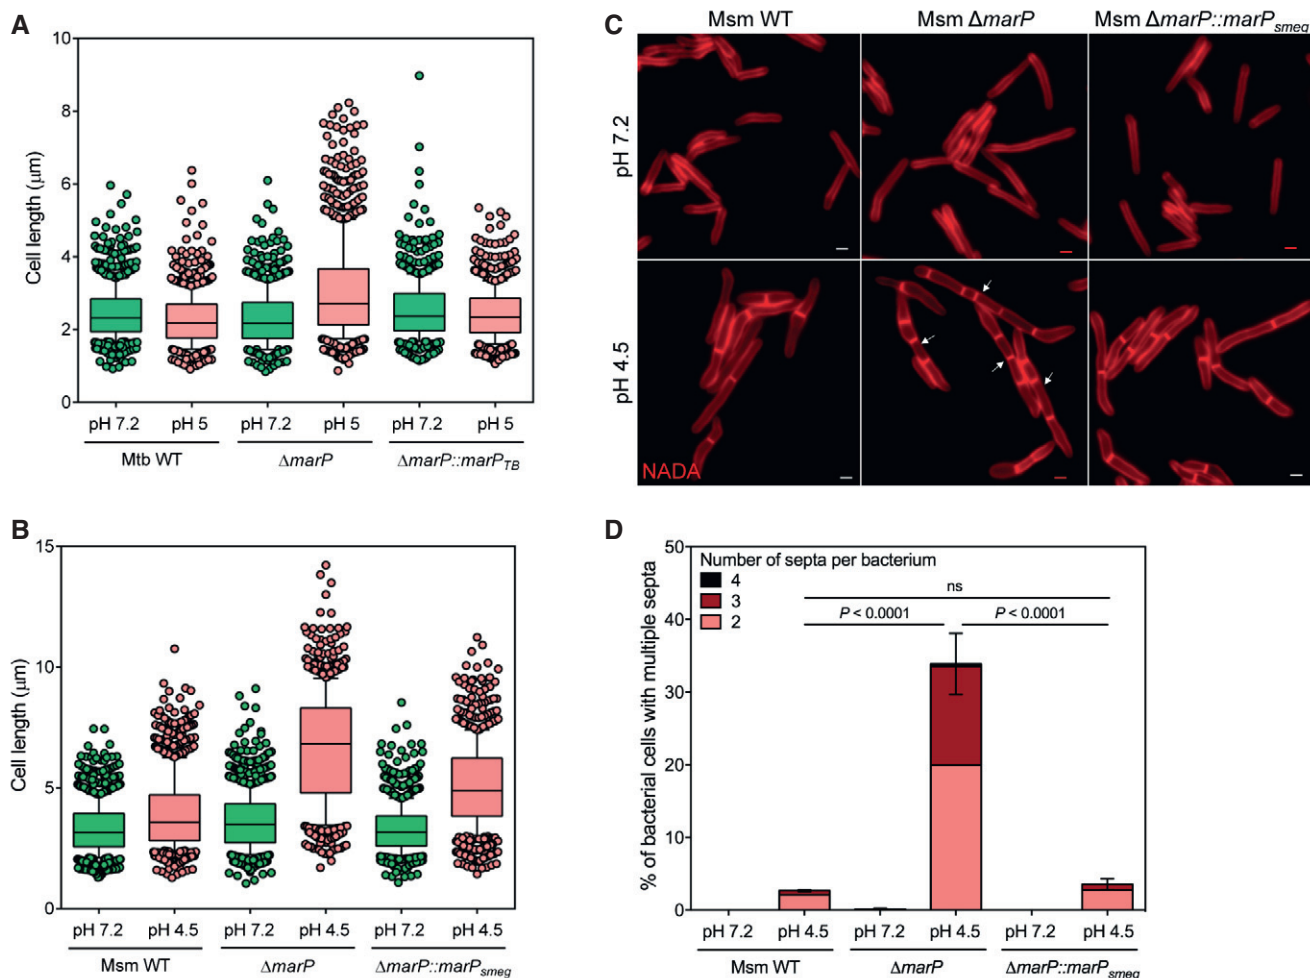 A
Cell length (µm)
10
8
6
4
2
0
pH 7.2 pH 5 pH 7.2 pH 5 pH 7.2 pH 5
Mtb WT ΔmarP ΔmarP::marP_TB
B
Cell length (µm)
15
10
5
0
pH 7.2 pH 4.5 pH 7.2 pH 4.5 pH 7.2 pH 4.5
Msm WT ΔmarP ΔmarP::marP_smeg
C
Msm WT Msm ΔmarP Msm ΔmarP::marP_smeg
pH 7.2
pH 4.5
NADA
D
% of bacterial cells with multiple septa
50
40
30
20
10
0
Number of septa per bacterium
4
3
2
ns
P < 0.0001 P < 0.0001
pH 7.2 pH 4.5 pH 7.2 pH 4.5 pH 7.2 pH 4.5
Msm WT ΔmarP ΔmarP::marP_smeg